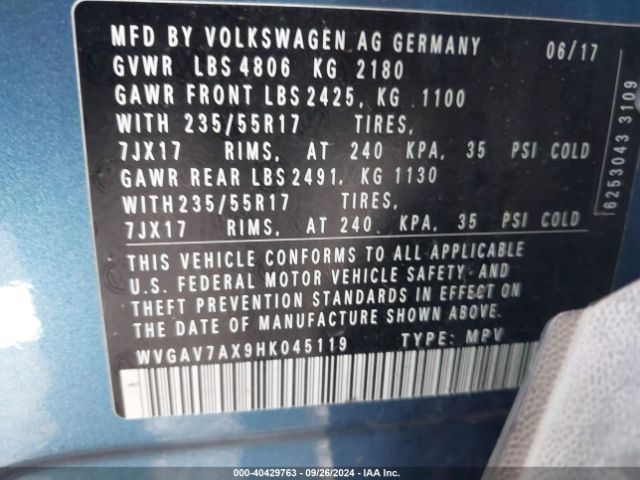 MFD BY VOLKSWAGEN AG GERMANY 06/17
GVWR LBS 4806 KG 2180
GAWR FRONT LBS 2425, KG 1100
WITH 235/55R17 TIRES,
7JX17 RIMS, AT 240 KPA, 35 PSI COLD
GAWR REAR LBS 2491, KG 1130
WITH 235/55R17 TIRES,
7JX17 RIMS, AT 240 KPA, 35 PSI COLD
THIS VEHICLE CONFORMS TO ALL APPLICABLE
U.S. FEDERAL MOTOR VEHICLE SAFETY, AND
THEFT PREVENTION STANDARDS IN EFFECT ON
THE DATE OF MANUFACTURE SHOWN ABOVE.
WVGAV7AX9HK045119 TYPE: MPV
6253043 3109
000-40429763 - 09/26/2024 - IAA Inc.